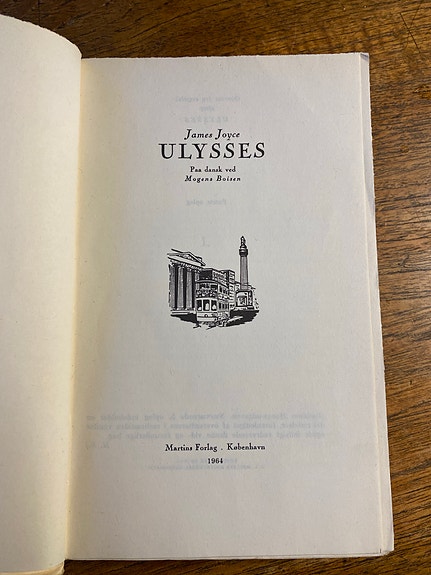 James Joyce
ULYSSES
Paa dansk ved
Mogens Boisen
Martins Forlag . København
1964